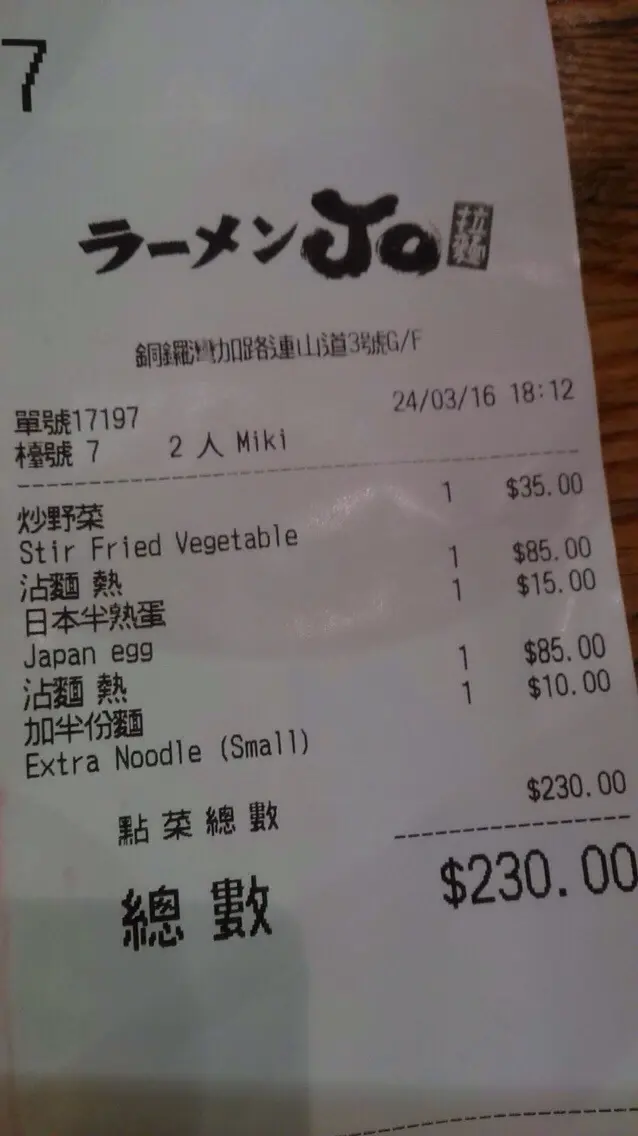 7
ラーメン Jo 拉麵
銅鑼灣加路連山道3號G/F
單號17197 24/03/16 18:12
檯號 7 2 人 Miki
炒野菜 1 $35.00
Stir Fried Vegetable
沾麵 熱 1 $85.00
日本半熟蛋 1 $15.00
Japan egg
沾麵 熱 1 $85.00
加半份麵 1 $10.00
Extra Noodle (Small)
點菜總數 $230.00
總數 $230.00